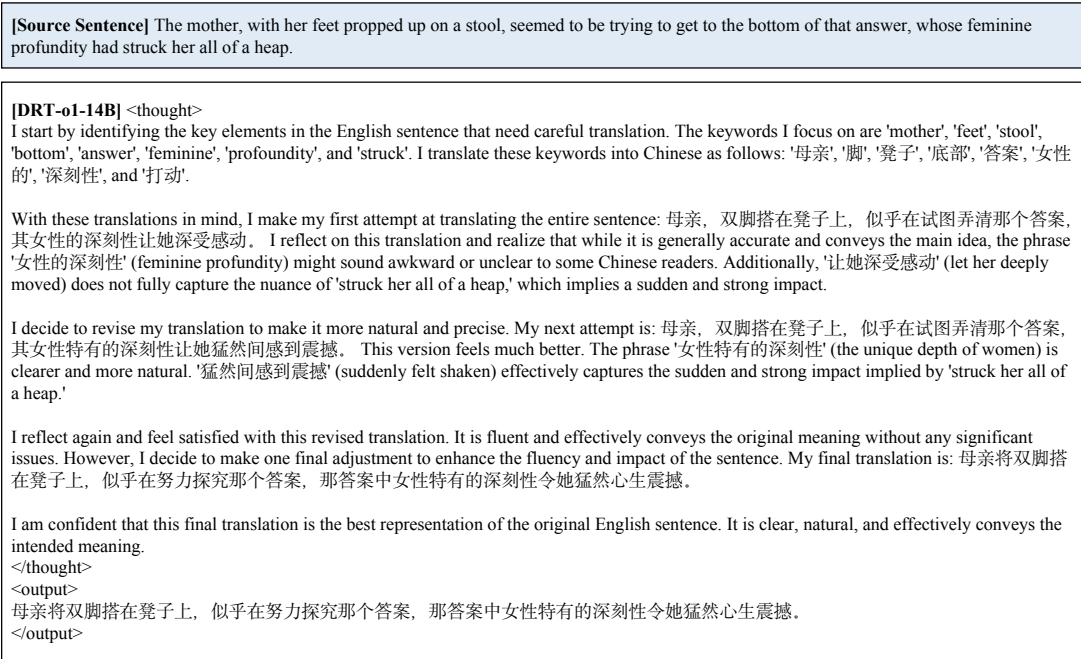 [Source Sentence] The mother, with her feet propped up on a stool, seemed to be trying to get to the bottom of that answer, whose feminine
profundity had struck her all of a heap.
[DRT-o1-14B] <thought>
I start by identifying the key elements in the English sentence that need careful translation. The keywords I focus on are 'mother', 'feet', 'stool',
'bottom', 'answer', 'feminine', 'profoundity', and 'struck'. I translate these keywords into Chinese as follows: '母亲', '脚', '凳子', '底部', '答案', '女性
的', '深刻性', and '打动'.
With these translations in mind, I make my first attempt at translating the entire sentence: 母亲，双脚搭在凳子上，似乎在试图弄清那个答案，
其女性的深刻性让她深受感动。 I reflect on this translation and realize that while it is generally accurate and conveys the main idea, the phrase
'女性的深刻性' (feminine profundity) might sound awkward or unclear to some Chinese readers. Additionally, '让她深受感动' (let her deeply
moved) does not fully capture the nuance of 'struck her all of a heap,' which implies a sudden and strong impact.
I decide to revise my translation to make it more natural and precise. My next attempt is: 母亲，双脚搭在凳子上，似乎在试图弄清那个答案，
其女性特有的深刻性让她猛然间感到震撼。 This version feels much better. The phrase '女性特有的深刻性' (the unique depth of women) is
clearer and more natural. '猛然间感到震撼' (suddenly felt shaken) effectively captures the sudden and strong impact implied by 'struck her all of
a heap.'
I reflect again and feel satisfied with this revised translation. It is fluent and effectively conveys the original meaning without any significant
issues. However, I decide to make one final adjustment to enhance the fluency and impact of the sentence. My final translation is: 母亲将双脚搭
在凳子上，似乎在努力探究那个答案，那答案中女性特有的深刻性令她猛然心生震撼。
I am confident that this final translation is the best representation of the original English sentence. It is clear, natural, and effectively conveys the
intended meaning.
</thought>
<output>
母亲将双脚搭在凳子上，似乎在努力探究那个答案，那答案中女性特有的深刻性令她猛然心生震撼。
</output>